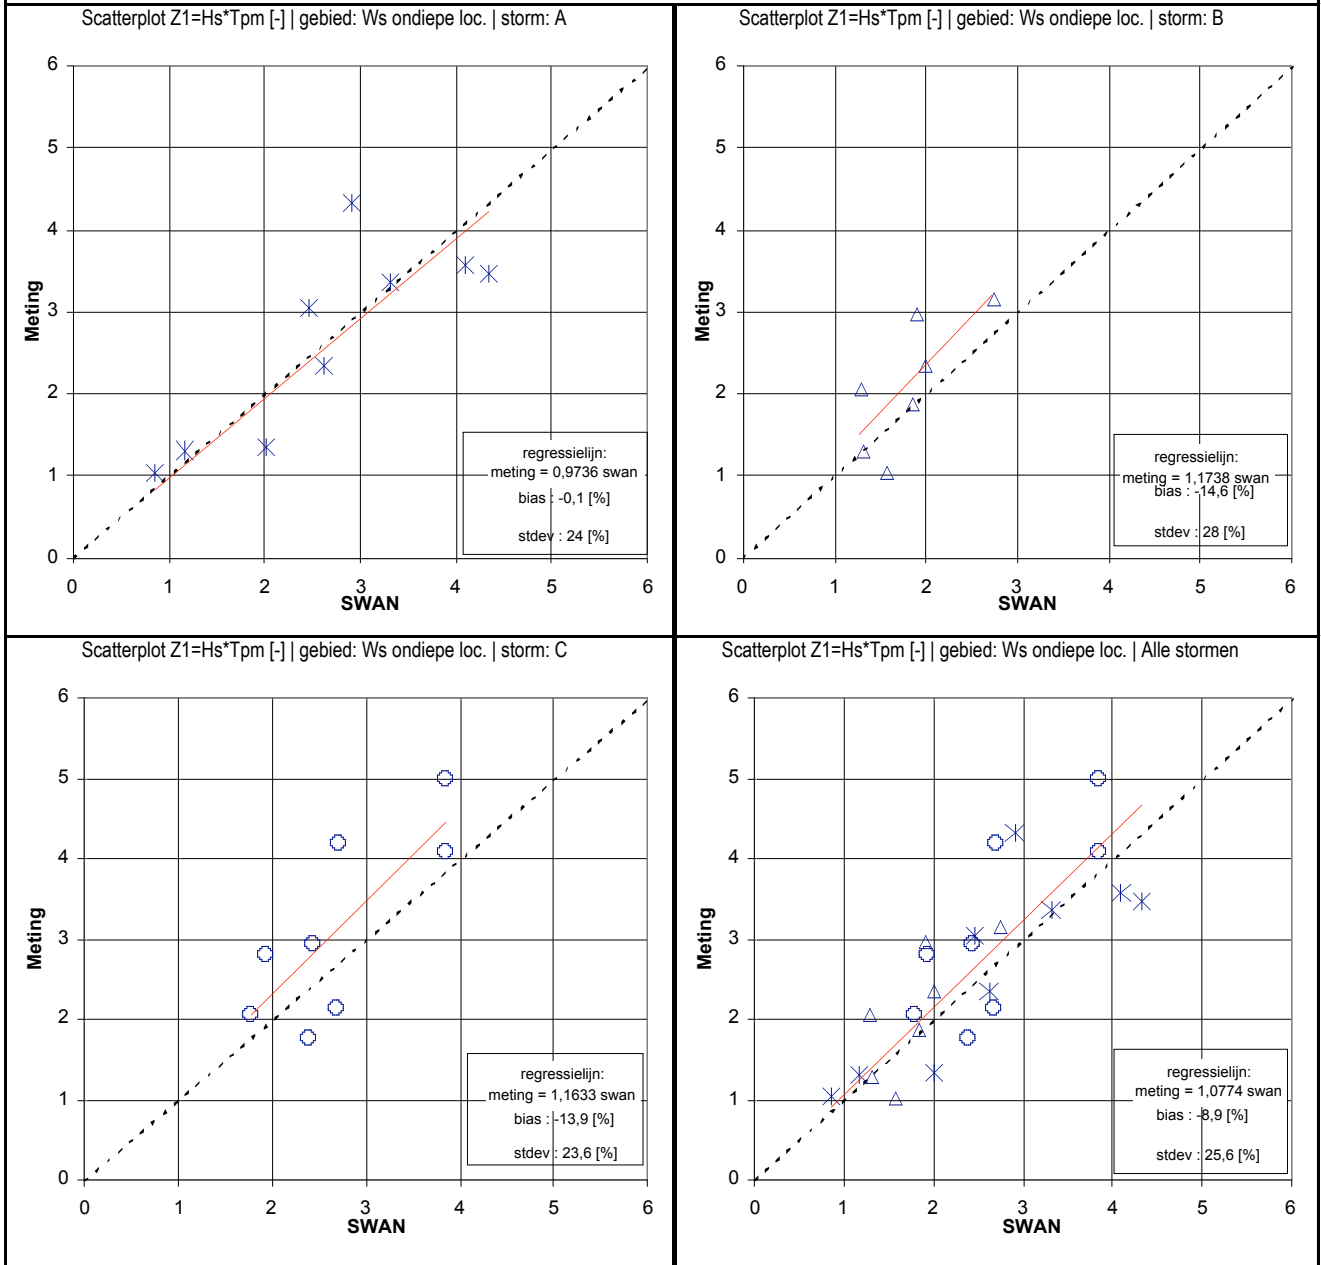 Scatterplot Z1=Hs*Tpm [-] | gebied: Ws ondiepe loc. | storm: A
6
5
4
3
2
1
0
Meting
0 1 2 3 4 5 6
SWAN
regressielijn:
meting = 0,9736 swan
bias : -0,1 [%]
stdev : 24 [%]
Scatterplot Z1=Hs*Tpm [-] | gebied: Ws ondiepe loc. | storm: B
6
5
4
3
2
1
0
Meting
0 1 2 3 4 5 6
SWAN
regressielijn:
meting = 1,1738 swan
bias : -14,6 [%]
stdev : 28 [%]
Scatterplot Z1=Hs*Tpm [-] | gebied: Ws ondiepe loc. | storm: C
6
5
4
3
2
1
0
Meting
0 1 2 3 4 5 6
SWAN
regressielijn:
meting = 1,1633 swan
bias : -13,9 [%]
stdev : 23,6 [%]
Scatterplot Z1=Hs*Tpm [-] | gebied: Ws ondiepe loc. | Alle stormen
6
5
4
3
2
1
0
Meting
0 1 2 3 4 5 6
SWAN
regressielijn:
meting = 1,0774 swan
bias : -8,9 [%]
stdev : 25,6 [%]